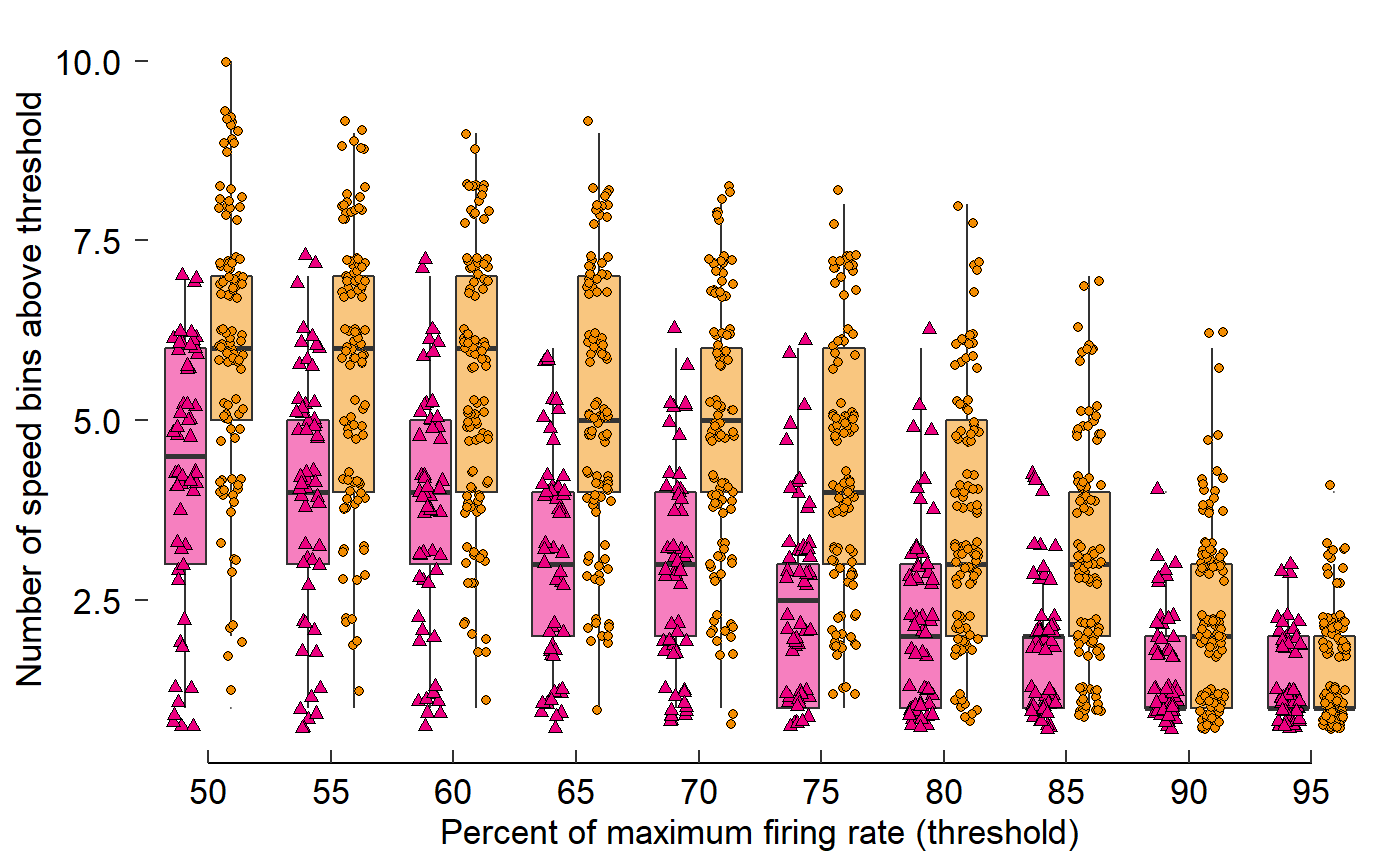 Number of speed bins above threshold
10.0
7.5
5.0
2.5
50 55 60 65 70 75 80 85 90 95
Percent of maximum firing rate (threshold)